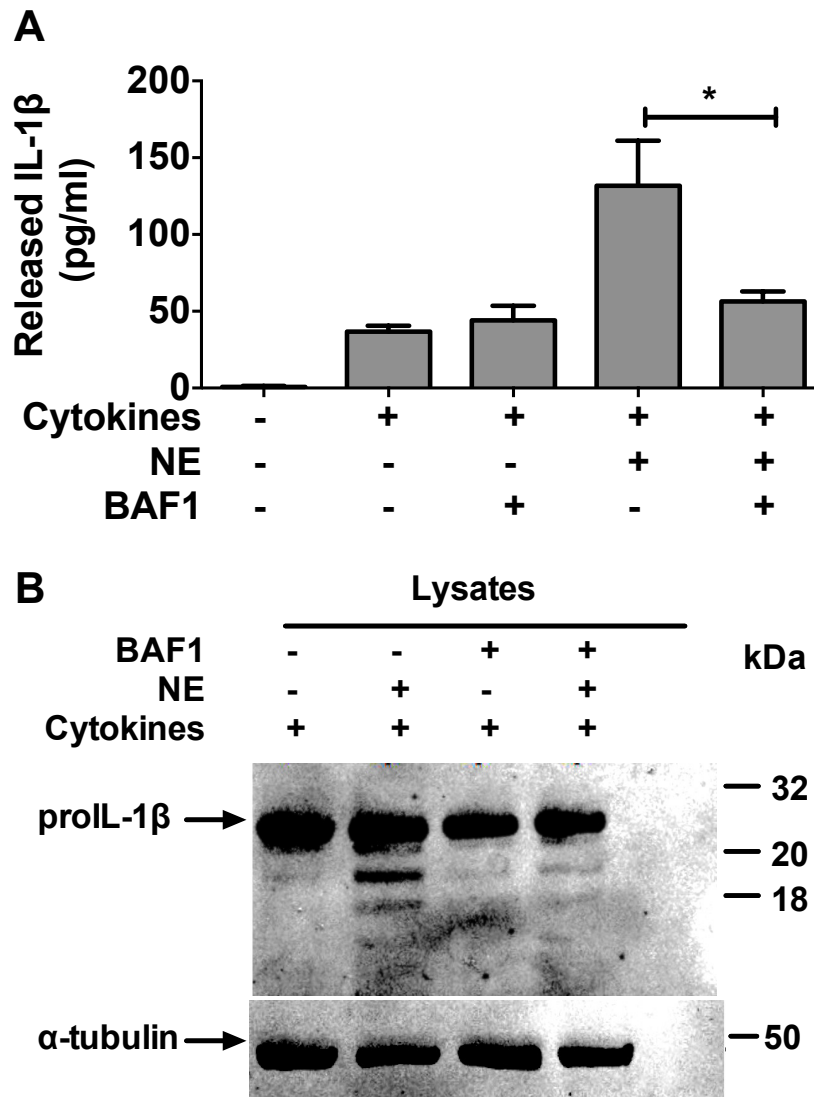 A
Released IL-1β
(pg/ml)
200
150
100
50
0
*
Cytokines - + + + +
NE - - - + +
BAF1 - - + - +
B
Lysates
BAF1 - - + + kDa
NE - + - +
Cytokines + + + +
32
proIL-1β
20
18
α-tubulin 50